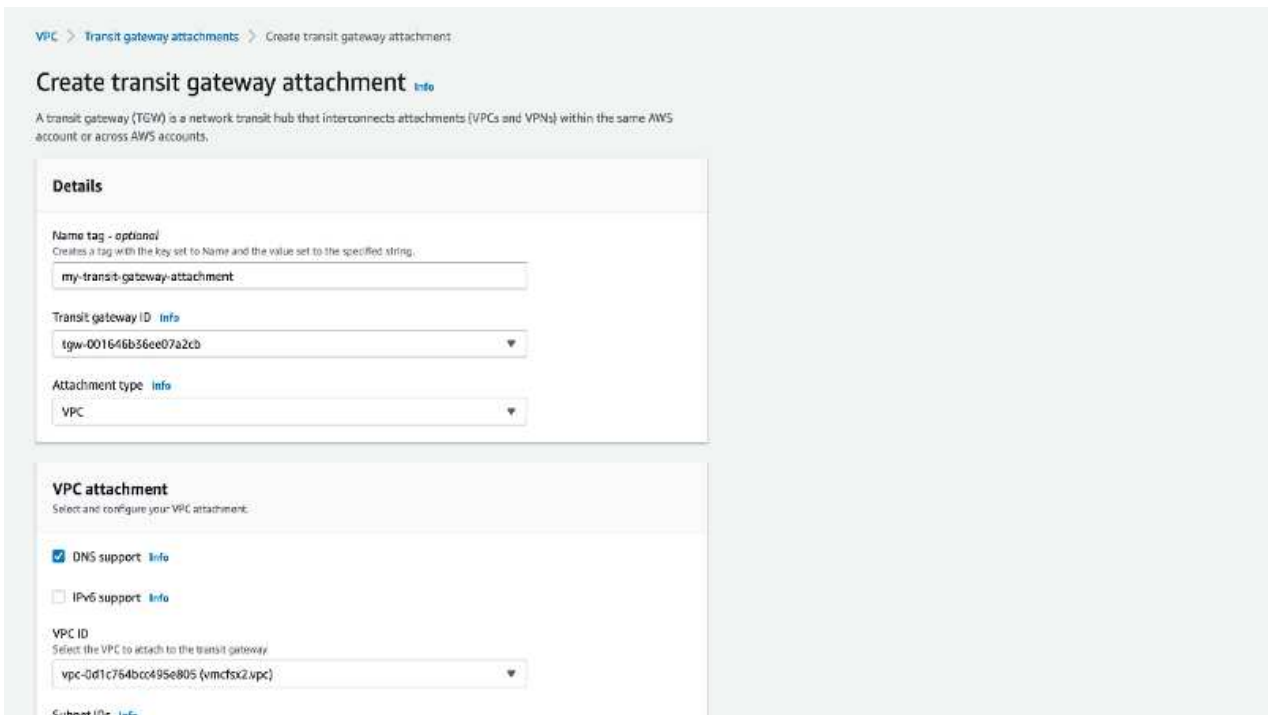 VPC > Transit gateway attachments > Create transit gateway attachment
Create transit gateway attachment Info
A transit gateway (TGW) is a network transit hub that interconnects attachments (VPCs and VPNs) within the same AWS
account or across AWS accounts.
Details
Name tag - optional
Creates a tag with the key set to Name and the value set to the specified string.
my-transit-gateway-attachment
Transit gateway ID Info
tgw-001646b36ee07a2cb
Attachment type Info
VPC
VPC attachment
Select and configure your VPC attachment.
DNS support Info
IPv6 support Info
VPC ID
Select the VPC to attach to the transit gateway.
vpc-0d1c764bcc495e805 (vmcfsx2.vpc)
Subnet IDs Info